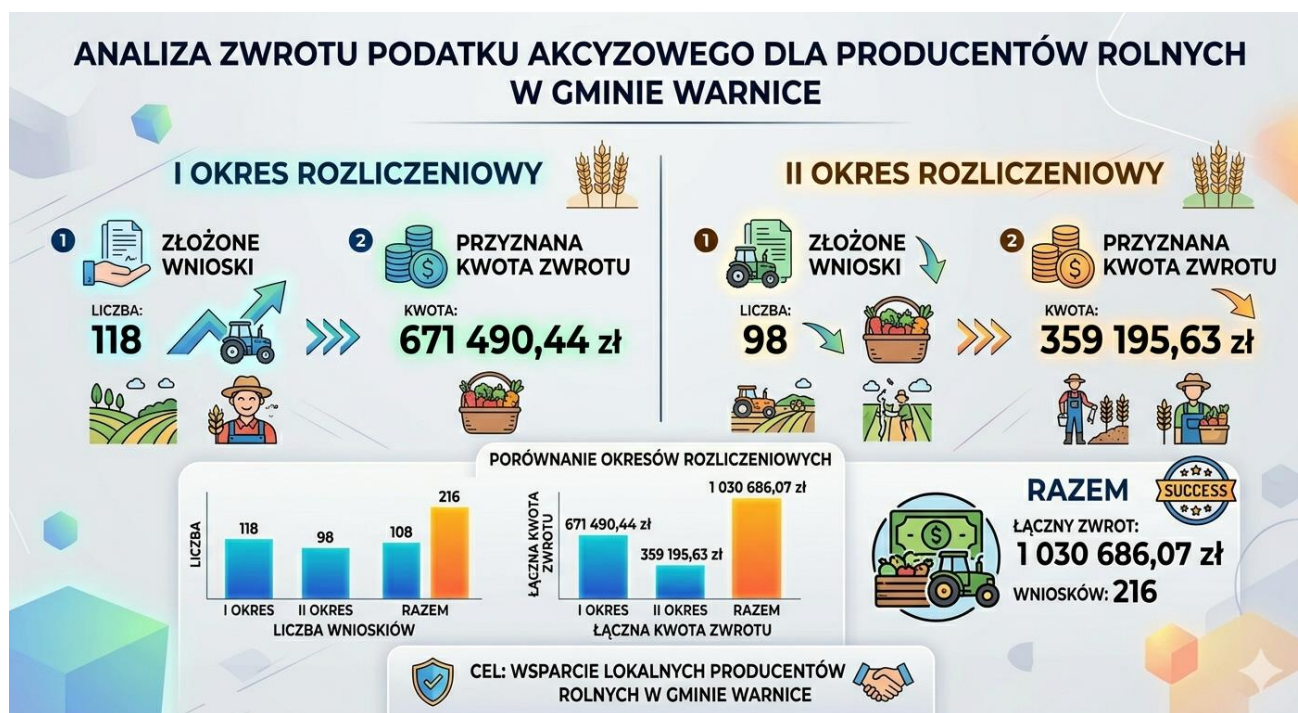 ANALIZA ZWROTU PODATKU AKCYZOWEGO DLA PRODUCENTÓW ROLNYCH
W GMINIE WARNICE
I OKRES ROZLICZENIOWY
1
ZŁOŻONE
WNIOSKI
LICZBA:
118
2
PRZYZNANA
KWOTA ZWROTU
$
KWOTA:
671 490,44 zł
II OKRES ROZLICZENIOWY
1
ZŁOŻONE
WNIOSKI
LICZBA:
98
2
PRZYZNANA
KWOTA ZWROTU
$
KWOTA:
359 195,63 zł
PORÓWNANIE OKRESÓW ROZLICZENIOWYCH
LICZBA
118
98
108
216
I OKRES
II OKRES
RAZEM
LICZBA WNIOSKIÓW
ŁĄCZNA KWOTA
ZWROTU
671 490,44 zł
359 195,63 zł
1 030 686,07 zł
I OKRES
II OKRES
RAZEM
ŁĄCZNA KWOTA ZWROTU
$
RAZEM
SUCCESS
ŁĄCZNY ZWROT:
1 030 686,07 zł
WNIOSKÓW: 216
CEL: WSPARCIE LOKALNYCH PRODUCENTÓW
ROLNYCH W GMINIE WARNICE